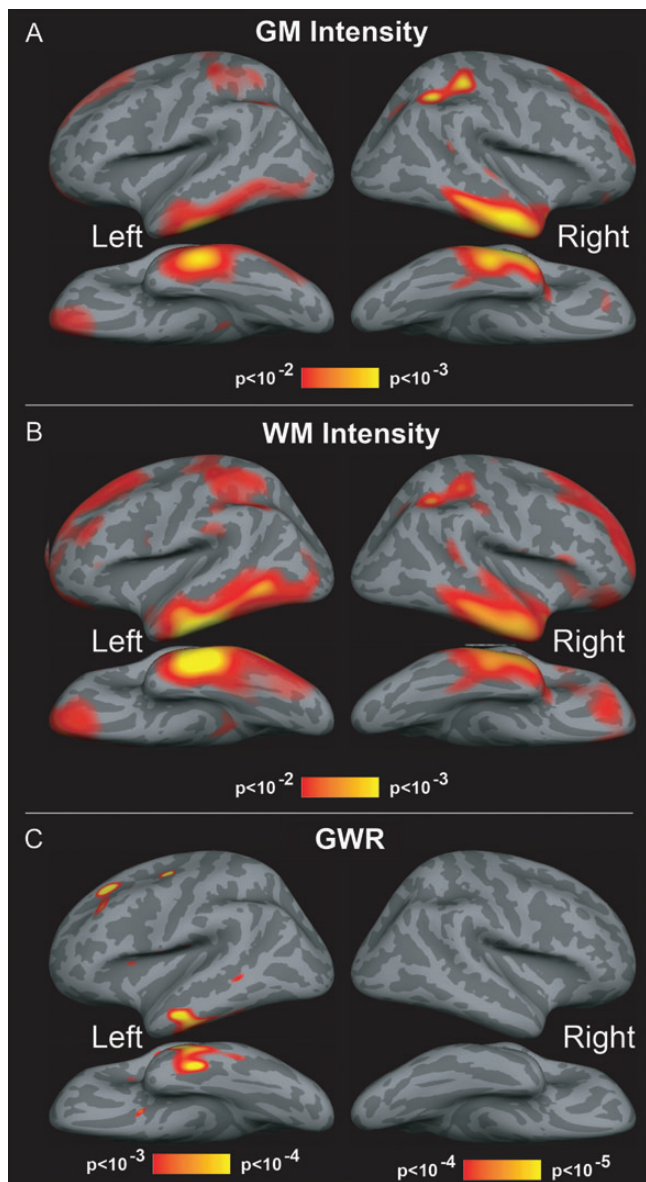 A
GM Intensity
Left
Right
p<10⁻² p<10⁻³
B
WM Intensity
Left
Right
p<10⁻² p<10⁻³
C
GWR
Left
Right
p<10⁻³ p<10⁻⁴
p<10⁻⁴ p<10⁻⁵